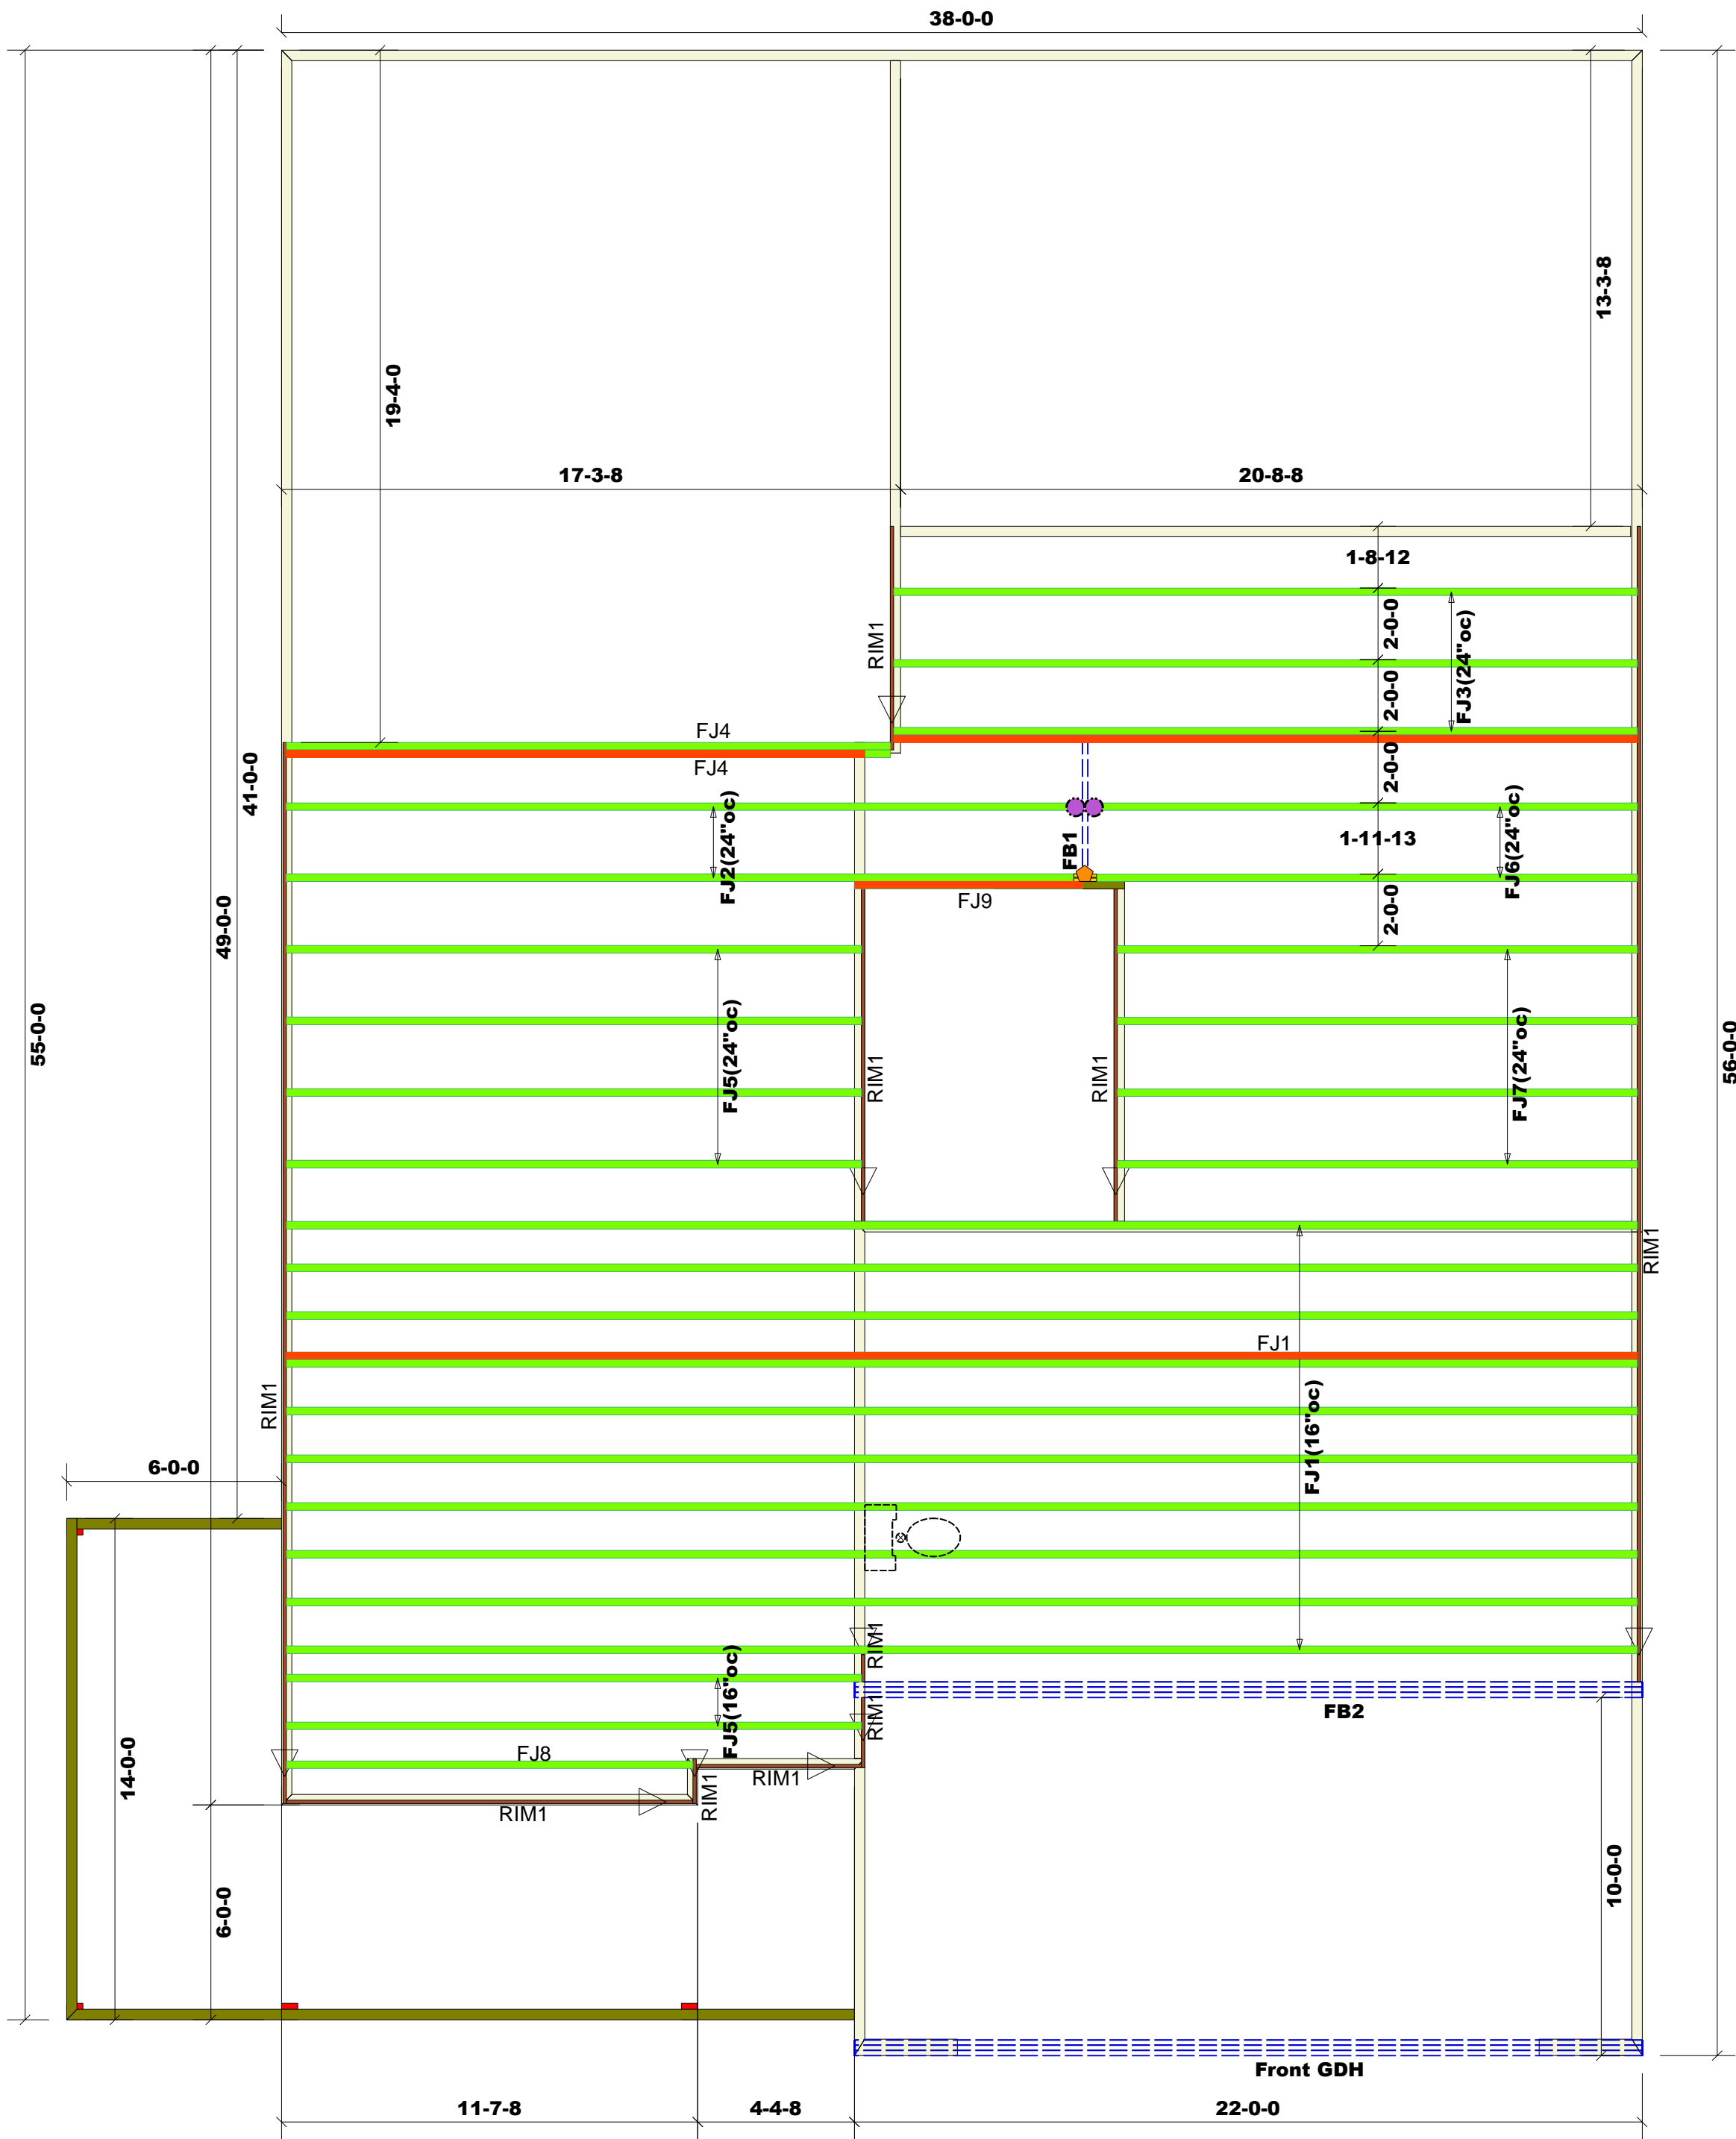 38-0-0
13-3-8
19-4-0
17-3-8
20-8-8
1-8-12
2-0-0
RIM1
FJ3(24"oc)
2-0-0
FJ4
FJ4
2-0-0
41-0-0
FJ2(24"oc)
FB1
1-11-13
FJ6(24"oc)
FJ9
2-0-0
49-0-0
55-0-0
FJ5(24"oc)
RIM1
RIM1
FJ7(24"oc)
56-0-0
RIM1
FJ1
RIM1
FJ1(16"oc)
6-0-0
RIM1
FJ5(16"oc)
RIM1
FB2
FJ8
14-0-0
RIM1
RIM1
RIM1
6-0-0
10-0-0
Front GDH
11-7-8
4-4-8
22-0-0